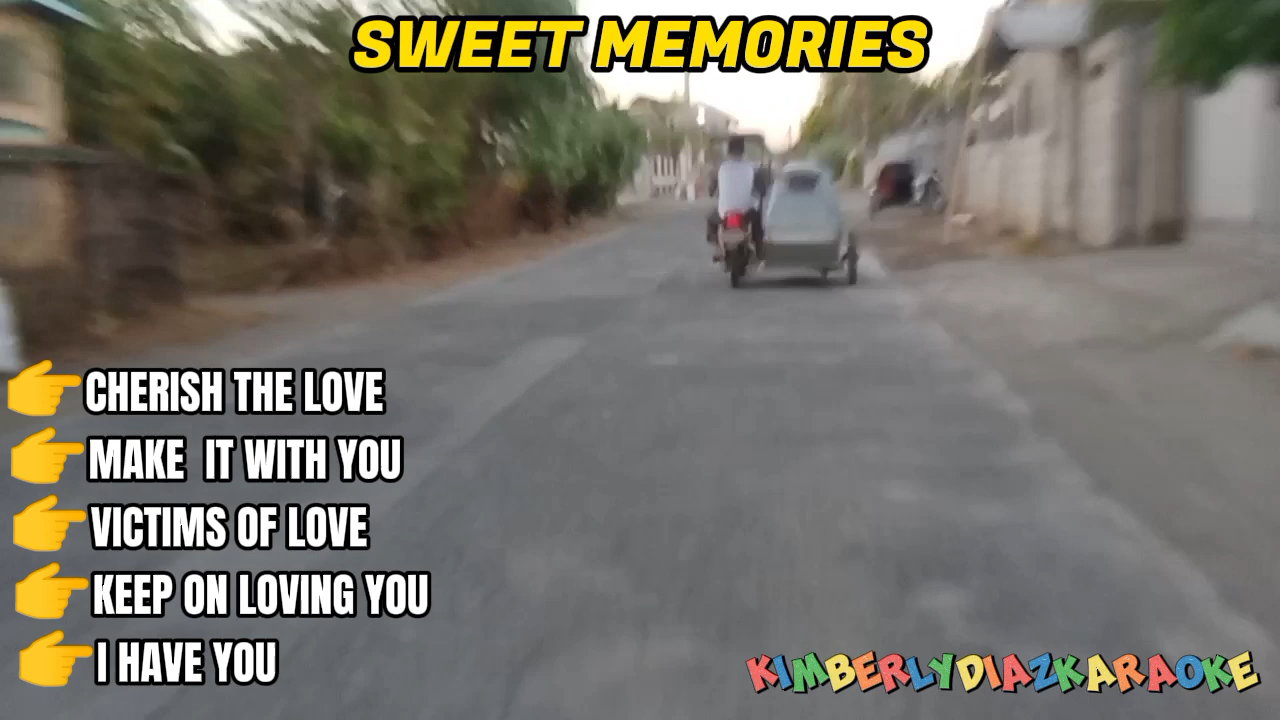 SWEET MEMORIES
CHERISH THE LOVE
MAKE IT WITH YOU
VICTIMS OF LOVE
KEEP ON LOVING YOU
I HAVE YOU
KIMBERLYDIAZKARAOKE